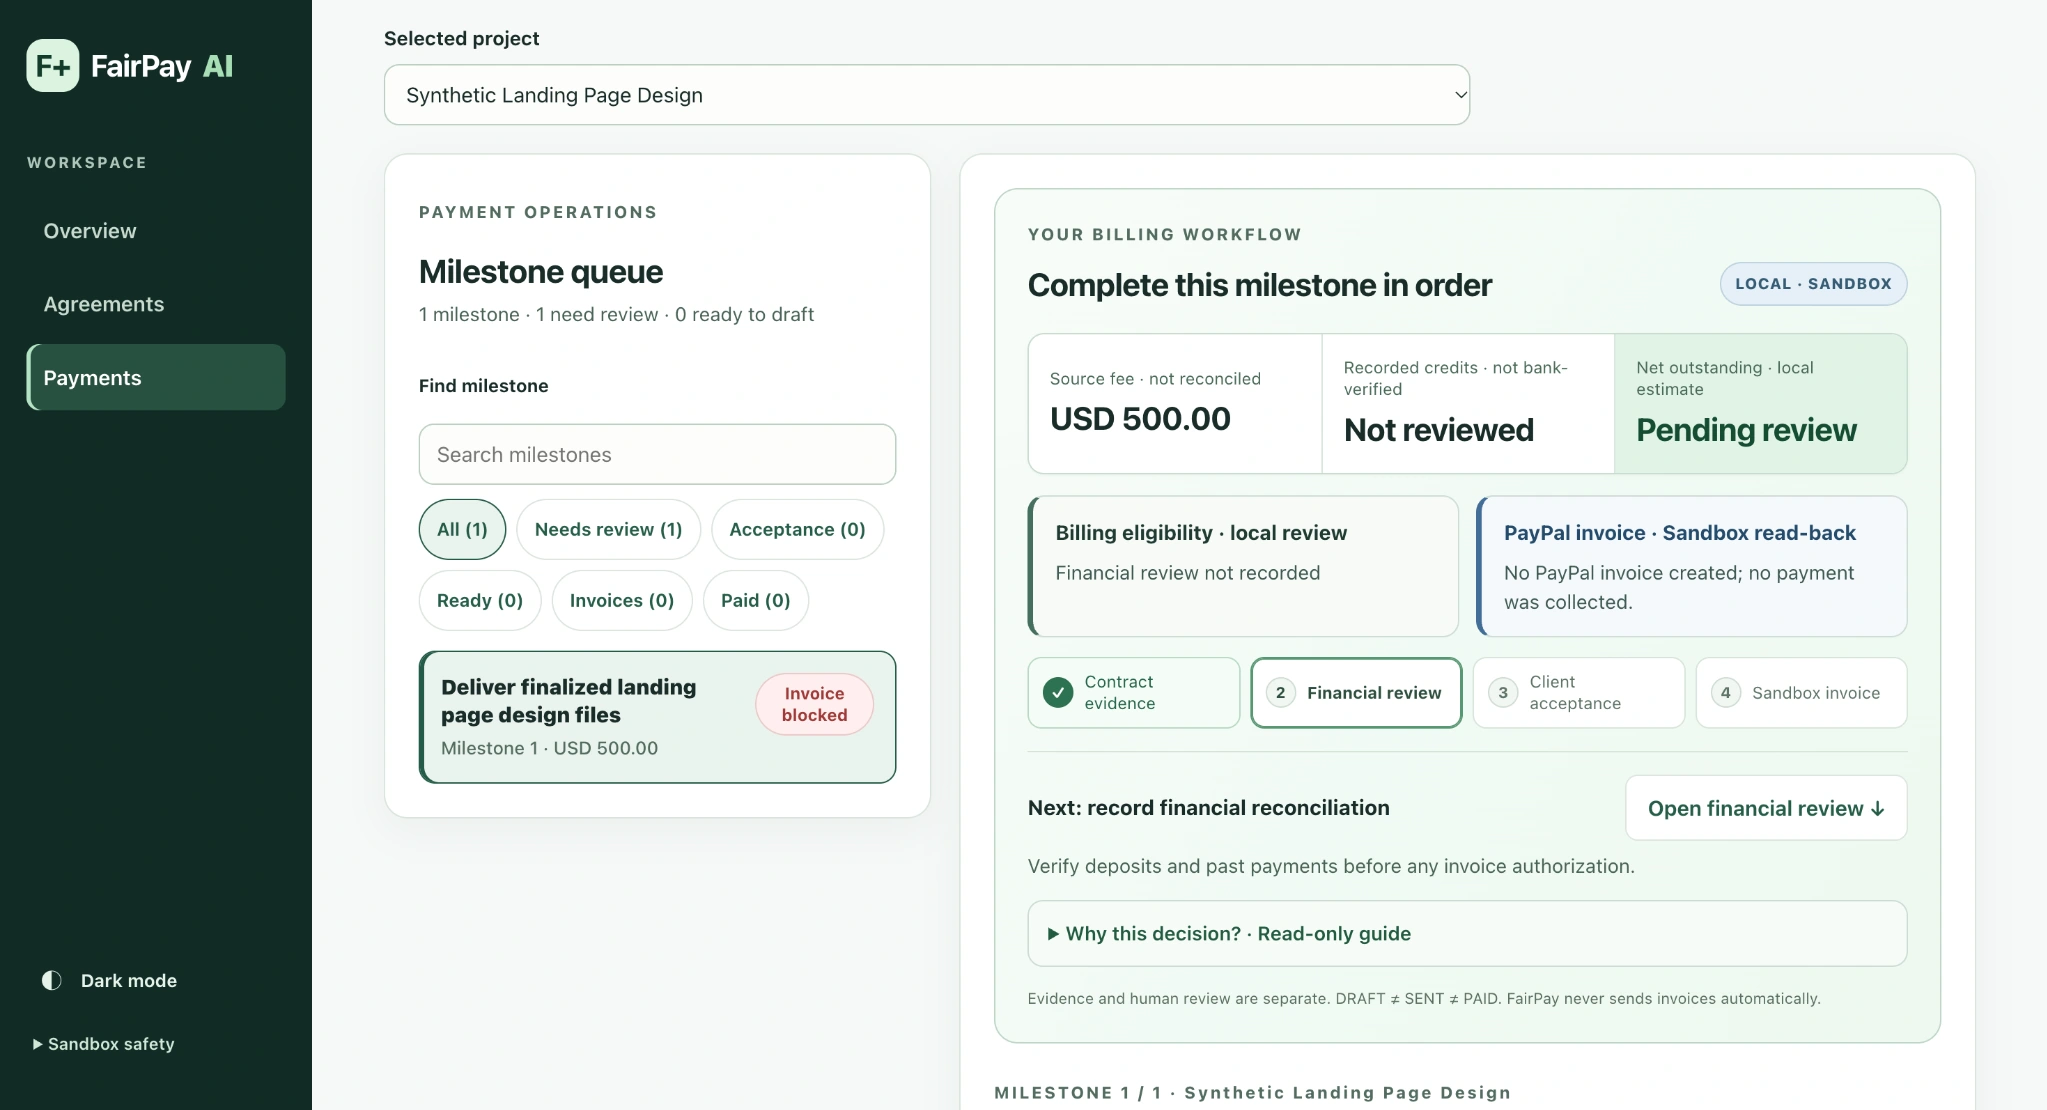 F+ FairPay AI
WORKSPACE
Overview
Agreements
Payments
Dark mode
Sandbox safety
Selected project
Synthetic Landing Page Design
PAYMENT OPERATIONS
Milestone queue
1 milestone · 1 need review · 0 ready to draft
Find milestone
Search milestones
All (1)
Needs review (1)
Acceptance (0)
Ready (0)
Invoices (0)
Paid (0)
Deliver finalized landing
page design files
Milestone 1 · USD 500.00
Invoice
blocked
YOUR BILLING WORKFLOW
Complete this milestone in order
LOCAL · SANDBOX
Source fee · not reconciled
USD 500.00
Recorded credits · not bank-
verified
Not reviewed
Net outstanding · local
estimate
Pending review
Billing eligibility · local review
Financial review not recorded
PayPal invoice · Sandbox read-back
No PayPal invoice created; no payment
was collected.
Contract
evidence
2 Financial review
3 Client
acceptance
4 Sandbox invoice
Next: record financial reconciliation
Open financial review ↓
Verify deposits and past payments before any invoice authorization.
Why this decision? · Read-only guide
Evidence and human review are separate. DRAFT ≠ SENT ≠ PAID. FairPay never sends invoices automatically.
MILESTONE 1 / 1 · Synthetic Landing Page Design